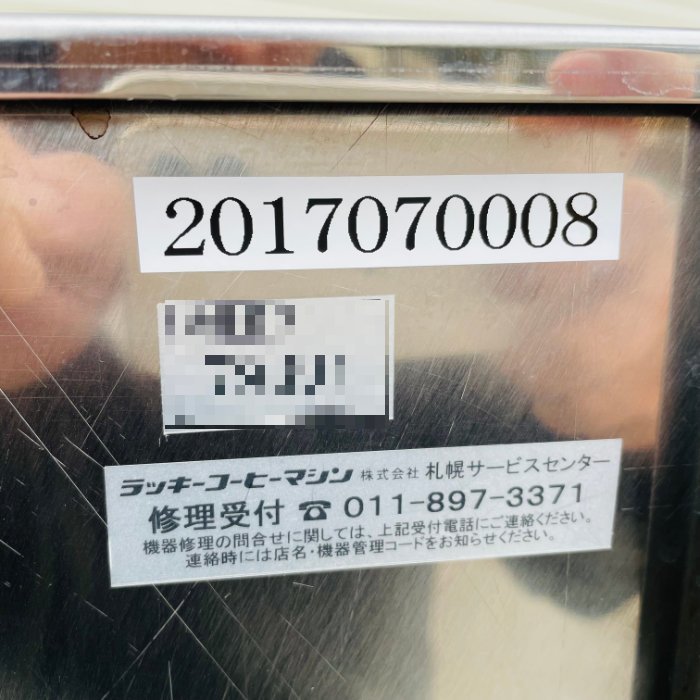 2017070008
ラッキーコーヒーマシン 株式会社 札幌サービスセンター
修理受付 ☎ 011-897-3371
機器修理の問合せに関しては、上記受付電話にご連絡ください。
連絡時には店名・機器管理コードをお知らせください。